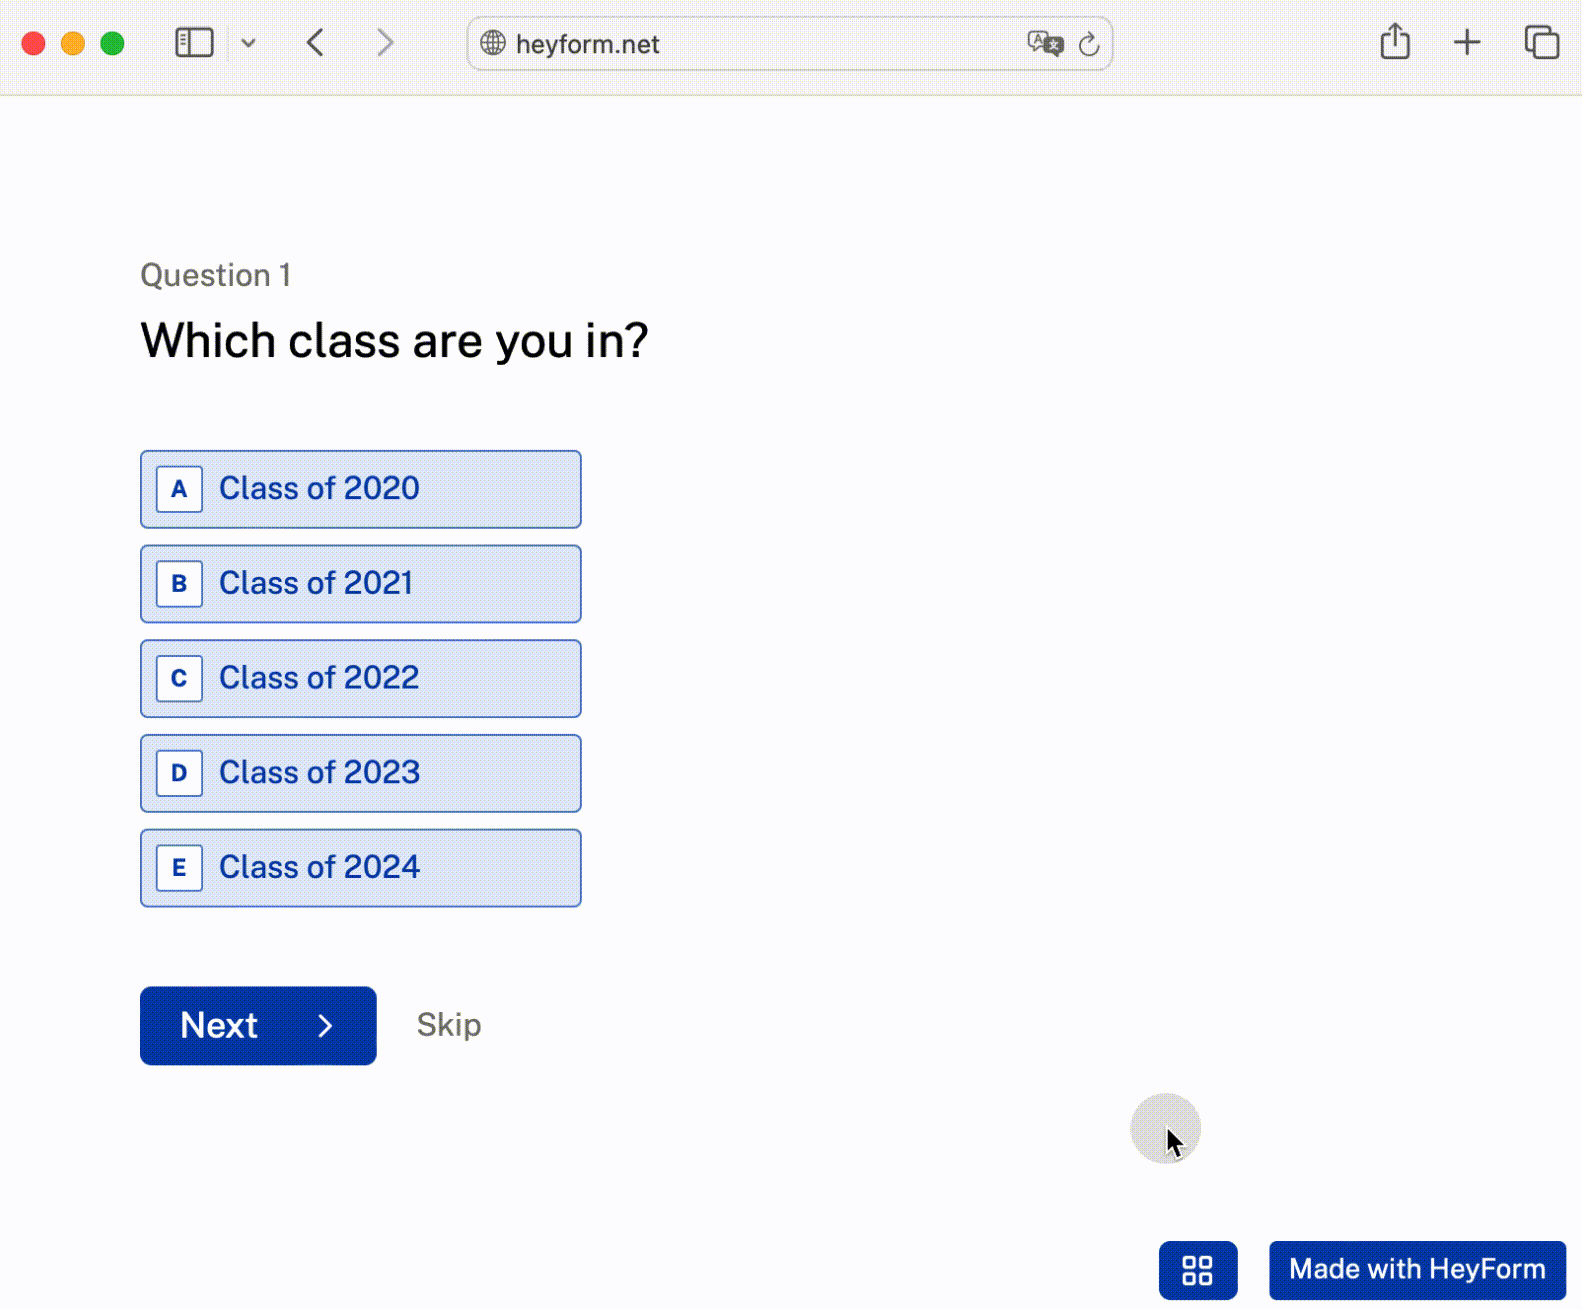 heyform.net
Question 1
Which class are you in?
A Class of 2020
B Class of 2021
C Class of 2022
D Class of 2023
E Class of 2024
Next Skip
Made with HeyForm